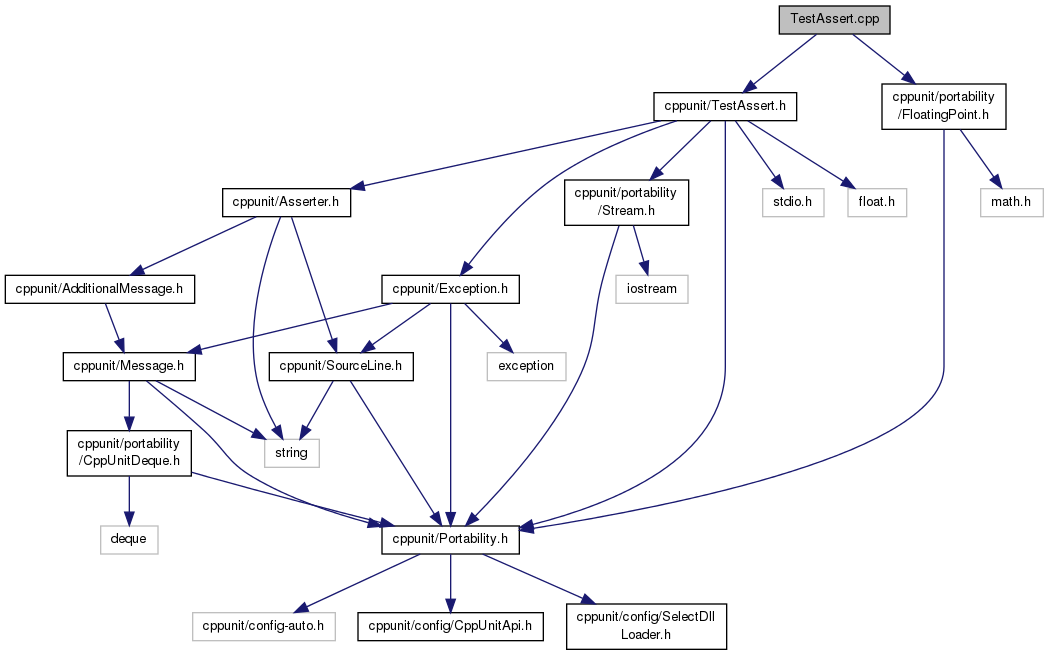 TestAssert.cpp
cppunit/TestAssert.h
cppunit/portability
/FloatingPoint.h
cppunit/Asserter.h
cppunit/portability
/Stream.h
stdio.h
float.h
math.h
cppunit/AdditionalMessage.h
cppunit/Exception.h
iostream
cppunit/Message.h
cppunit/SourceLine.h
exception
cppunit/portability
/CppUnitDeque.h
string
deque
cppunit/Portability.h
cppunit/config-auto.h
cppunit/config/CppUnitApi.h
cppunit/config/SelectDll
Loader.h